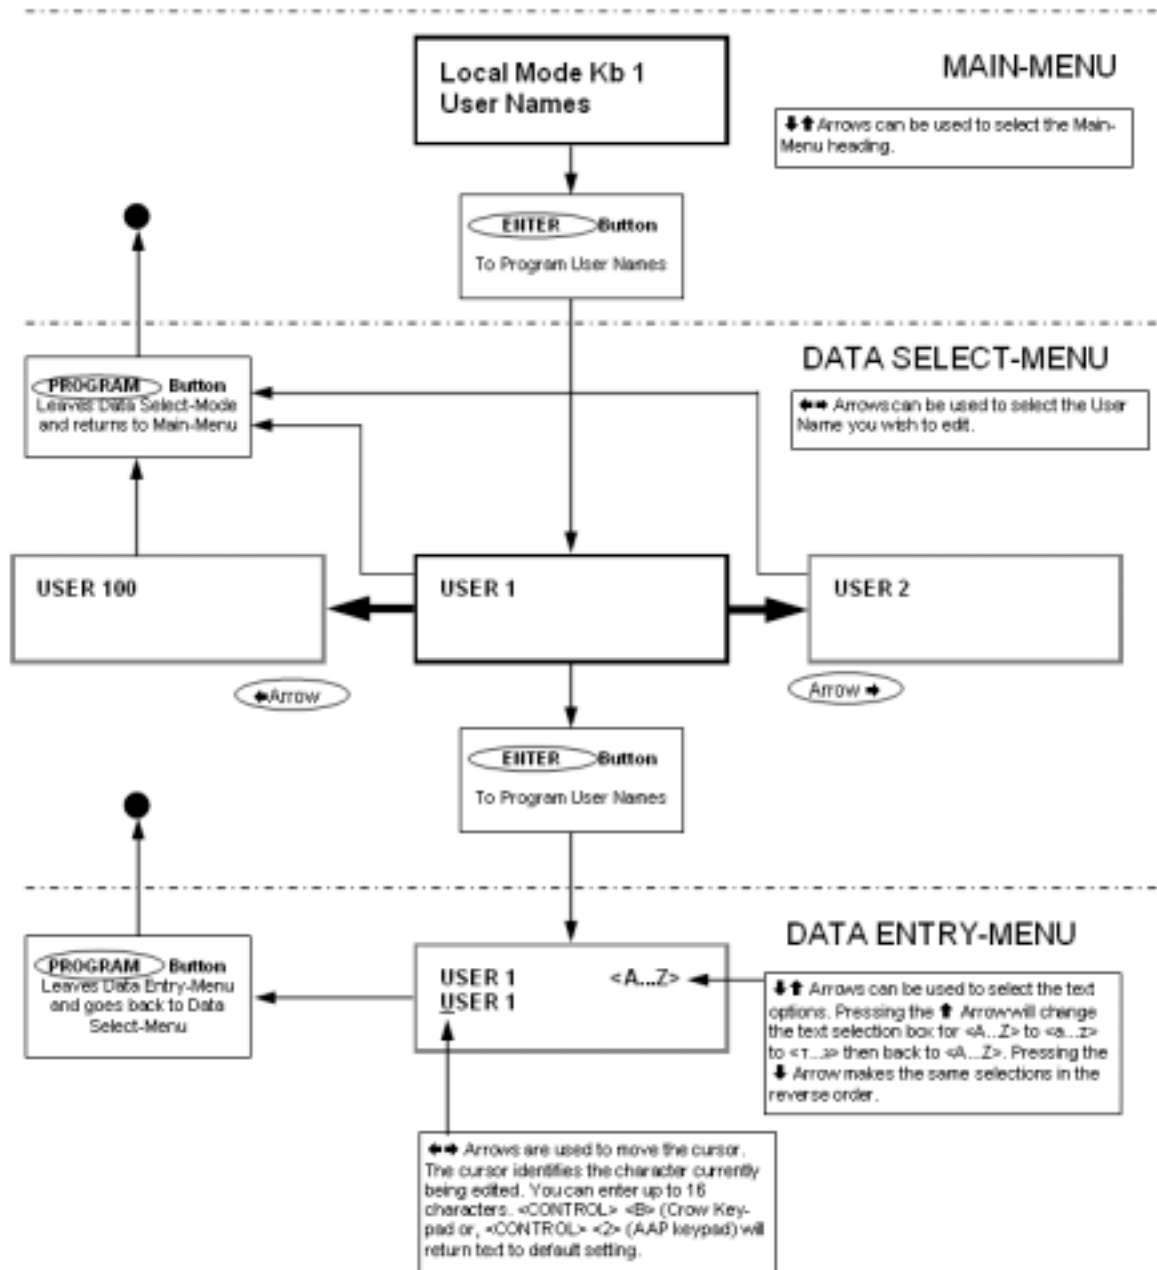 Local Mode Kb 1
User Names
MAIN-MENU
⬇⬆ Arrows can be used to select the Main-
Menu heading.
ENTER Button
To Program User Names
DATA SELECT-MENU
⬅➡ Arrows can be used to select the User
Name you wish to edit.
PROGRAM Button
Leaves Data Select-Mode
and returns to Main-Menu
USER 100
USER 1
USER 2
⬅Arrow
Arrow ➡
ENTER Button
To Program User Names
DATA ENTRY-MENU
PROGRAM Button
Leaves Data Entry-Menu
and goes back to Data
Select-Menu
USER 1 <A...Z>
USER 1
⬇⬆ Arrows can be used to select the text
options. Pressing the ⬆ Arrow will change
the text selection box for <A...Z> to <a...z>
to then back to <A...Z>. Pressing the
⬇ Arrow makes the same selections in the
reverse order.
⬅➡ Arrows are used to move the cursor.
The cursor identifies the character currently
being edited. You can enter up to 16
characters. <CONTROL> <B> (Crow Key-
pad or, <CONTROL> <2> (AAP keypad) will
return text to default setting.